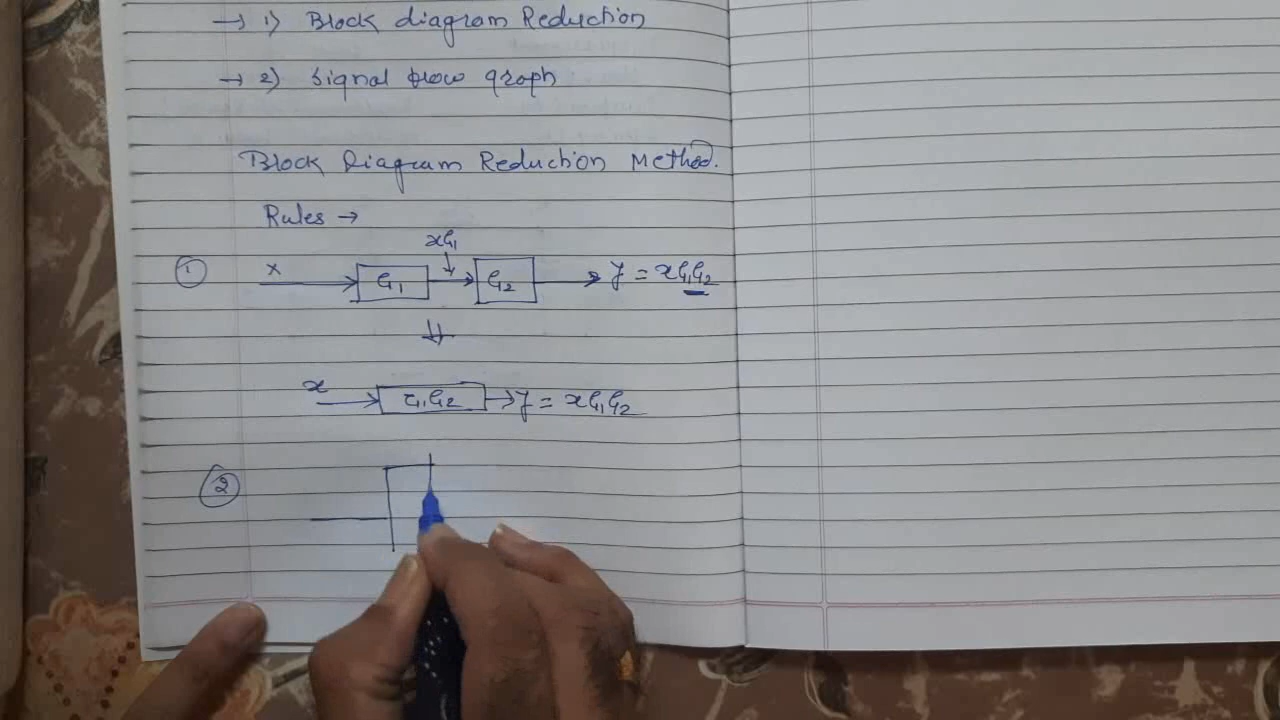 → 1) Block diagram Reduction
→ 2) Signal flow graph
Block Diagram Reduction Method.
Rules →
xG1
① x G1 G2 y = xG1G2
x G1G2 y = xG1G2
②